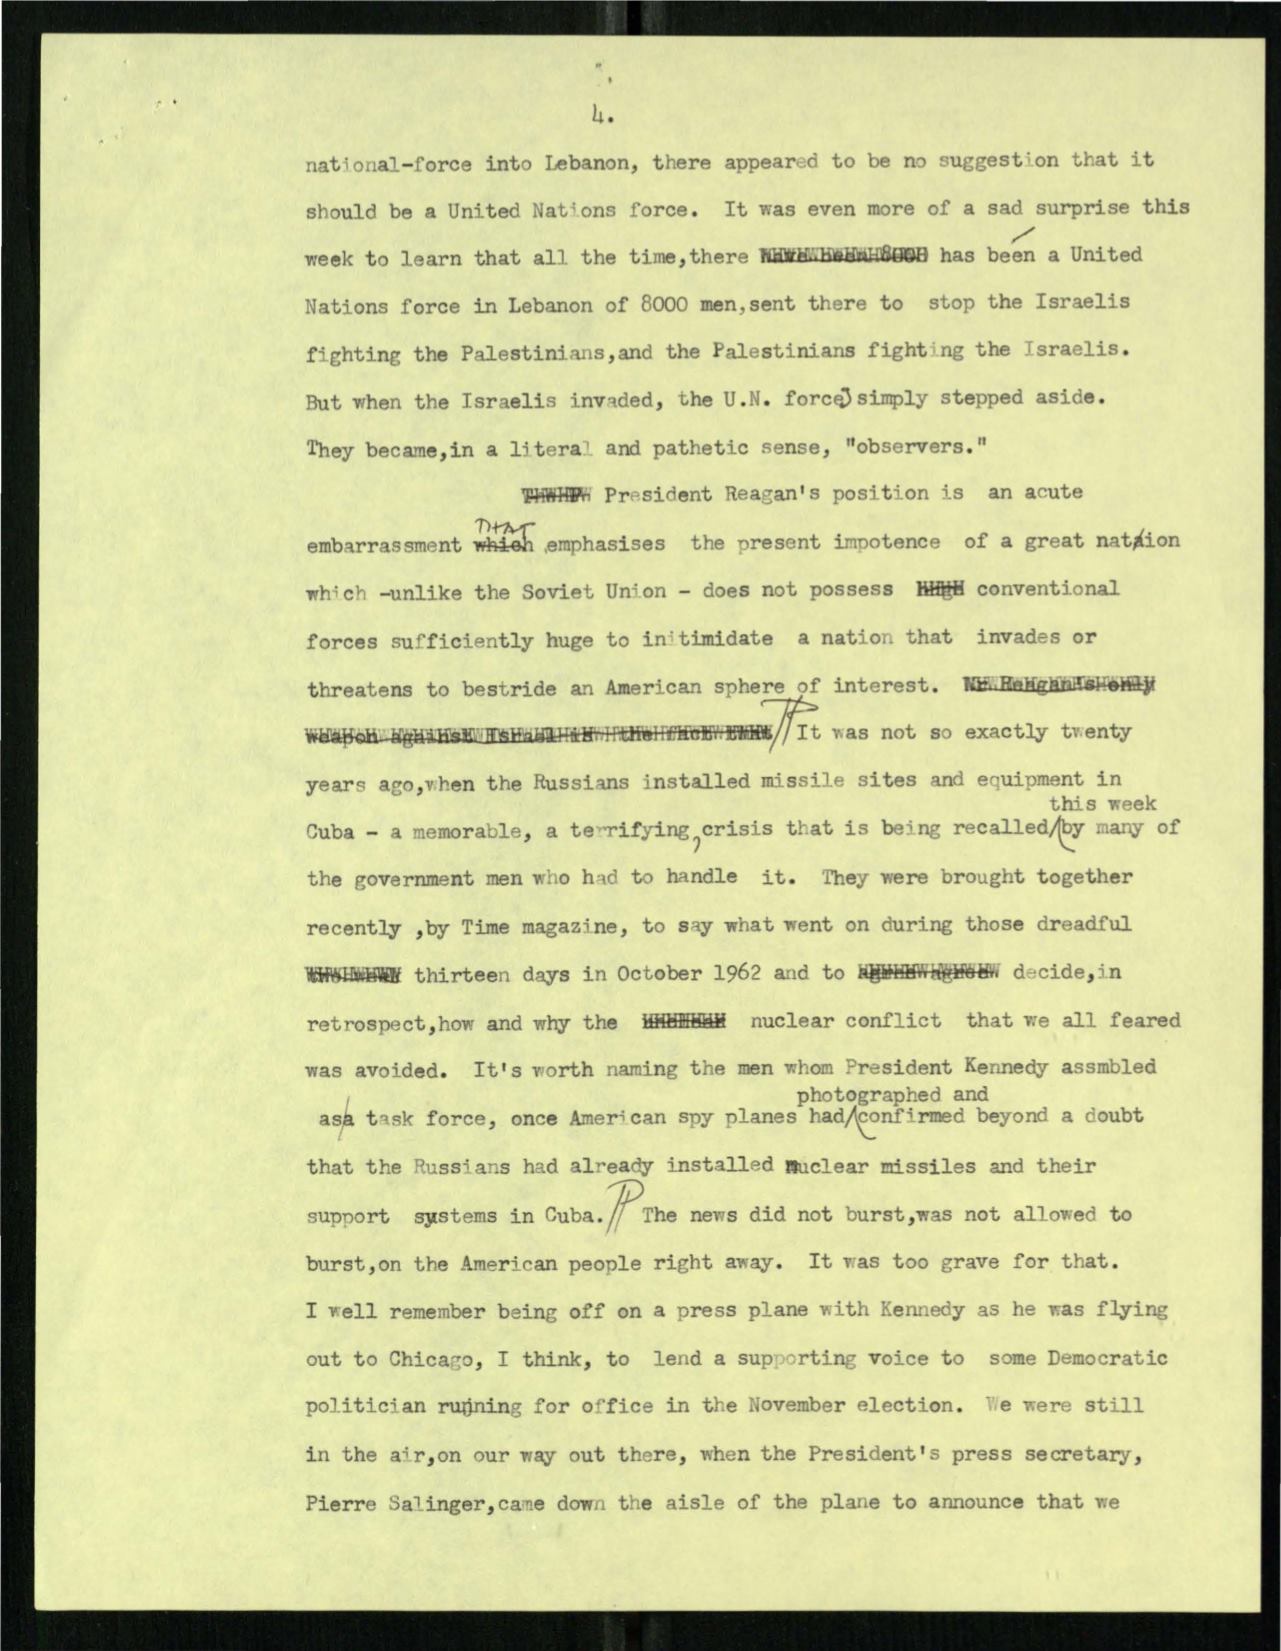 4.
national-force into Lebanon, there appeared to be no suggestion that it
should be a United Nations force. It was even more of a sad surprise this
week to learn that all the time,there has been a United
Nations force in Lebanon of 8000 men,sent there to stop the Israelis
fighting the Palestinians,and the Palestinians fighting the Israelis.
But when the Israelis invaded, the U.N. force simply stepped aside.
They became,in a literal and pathetic sense, "observers."
President Reagan's position is an acute
THAT
embarrassment which emphasises the present impotence of a great nation
which -unlike the Soviet Union - does not possess huge conventional
forces sufficiently huge to initimidate a nation that invades or
threatens to bestride an American sphere of interest. Mr. Reagan's only
weapon against Israel is the fact that It was not so exactly twenty
years ago,when the Russians installed missile sites and equipment in
this week
Cuba - a memorable, a terrifying, crisis that is being recalled/by many of
the government men who had to handle it. They were brought together
recently ,by Time magazine, to say what went on during those dreadful
thirteen days in October 1962 and to decide,in
retrospect,how and why the nuclear conflict that we all feared
was avoided. It's worth naming the men whom President Kennedy assmbled
photographed and
as a task force, once American spy planes had/confirmed beyond a doubt
that the Russians had already installed nuclear missiles and their
support systems in Cuba. The news did not burst,was not allowed to
burst,on the American people right away. It was too grave for that.
I well remember being off on a press plane with Kennedy as he was flying
out to Chicago, I think, to lend a supporting voice to some Democratic
politician running for office in the November election. We were still
in the air,on our way out there, when the President's press secretary,
Pierre Salinger,came down the aisle of the plane to announce that we